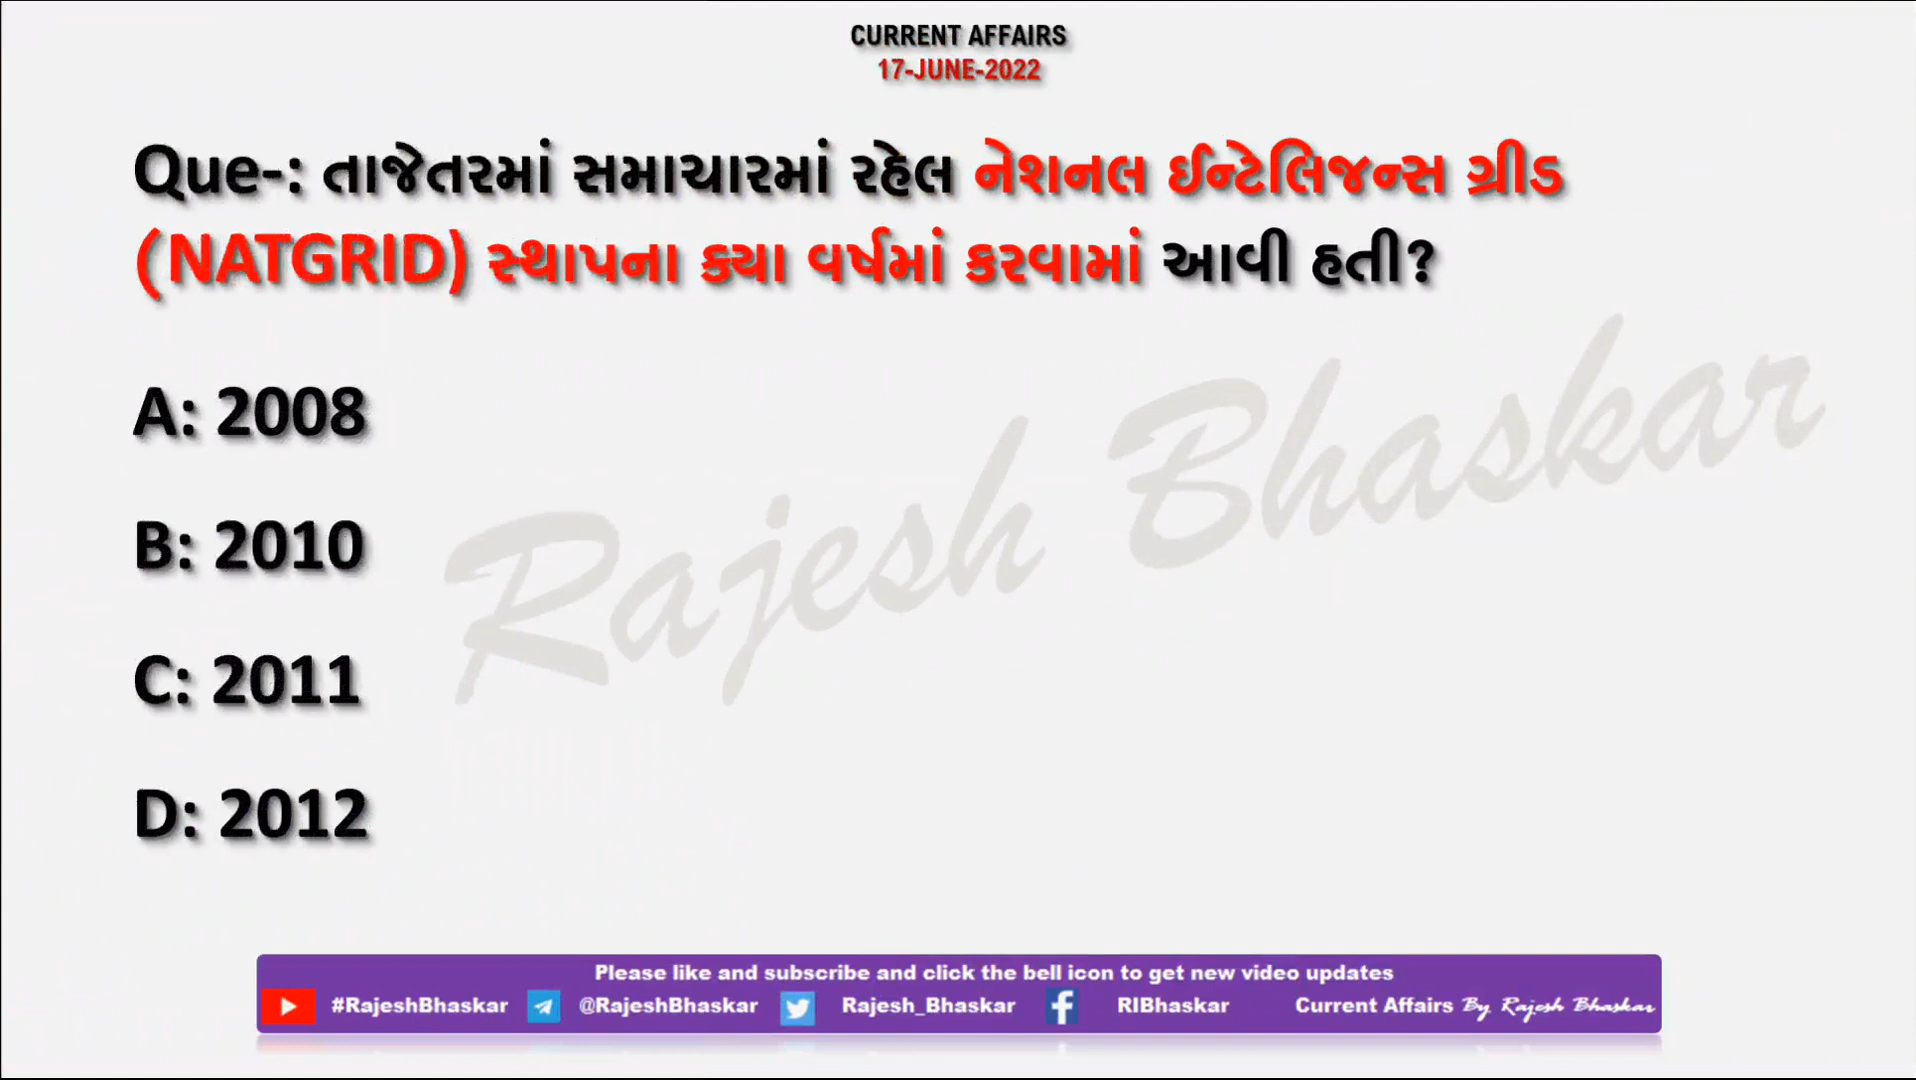 CURRENT AFFAIRS
17-JUNE-2022
Que-: તાજેતરમાં સમાચારમાં રહેલ નેશનલ ઈન્ટેલિજન્સ ગ્રીડ
(NATGRID) સ્થાપના ક્યા વર્ષમાં કરવામાં આવી હતી?
A: 2008
Rajesh Bhaskar
B: 2010
C: 2011
D: 2012
Please like and subscribe and click the bell icon to get new video updates
#RajeshBhaskar @RajeshBhaskar Rajesh_Bhaskar RIBhaskar Current Affairs By Rajesh Bhaskar